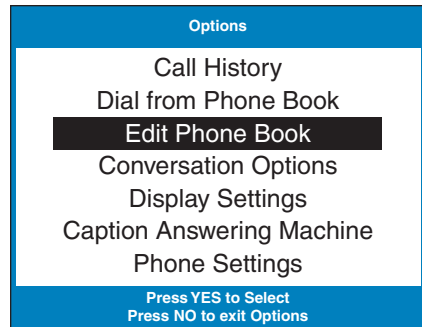 Options
Call History
Dial from Phone Book
Edit Phone Book
Conversation Options
Display Settings
Caption Answering Machine
Phone Settings
Press YES to Select
Press NO to exit Options